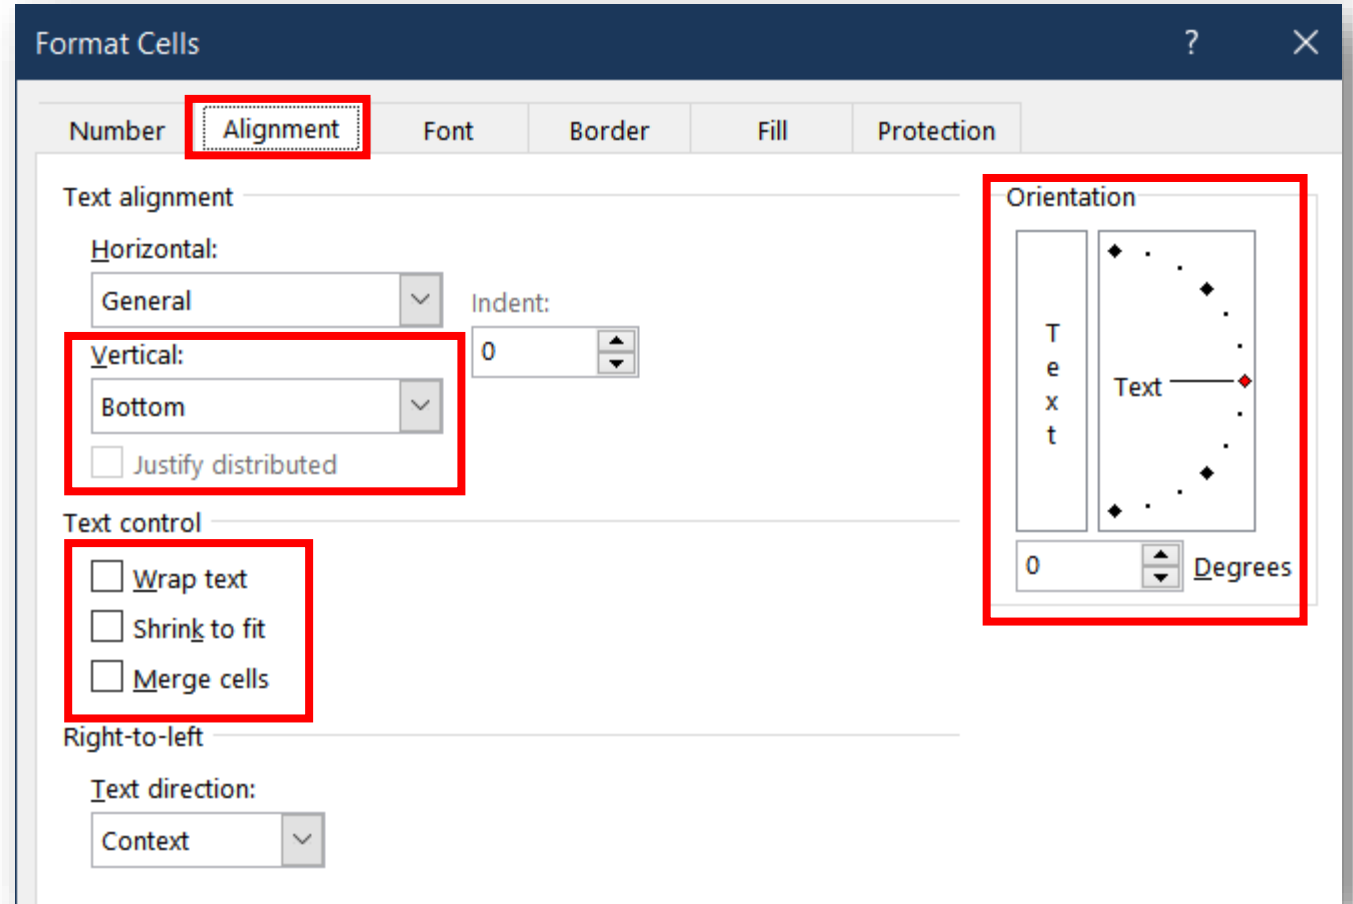 Format Cells ? ×
Number Alignment Font Border Fill Protection
Text alignment
Horizontal:
General
Indent:
0
Vertical:
Bottom
Justify distributed
Text control
Wrap text
Shrink to fit
Merge cells
Right-to-left
Text direction:
Context
Orientation
T
e
x
t
Text
0 Degrees